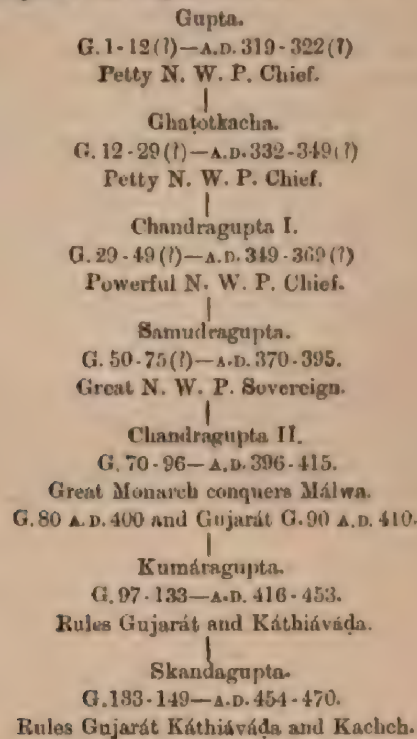 Gupta.
G. 1-12(?)—A.D. 319-322(?)
Petty N. W. P. Chief.
Ghaṭotkacha.
G. 12-29(?)—A.D. 332-349(?)
Petty N. W. P. Chief.
Chandragupta I.
G. 29-49(?)—A.D. 349-369(?)
Powerful N. W. P. Chief.
Samudragupta.
G. 50-75(?)—A.D. 370-395.
Great N. W. P. Sovereign.
Chandragupta II.
G. 70-96—A.D. 396-415.
Great Monarch conquers Málwa.
G. 80 A.D. 400 and Gujarát G. 90 A.D. 410.
Kumáragupta.
G. 97-133—A.D. 416-453.
Rules Gujarát and Káthiáváḍa.
Skandagupta.
G. 133-149—A.D. 454-470.
Rules Gujarát Káthiáváḍa and Kachch.